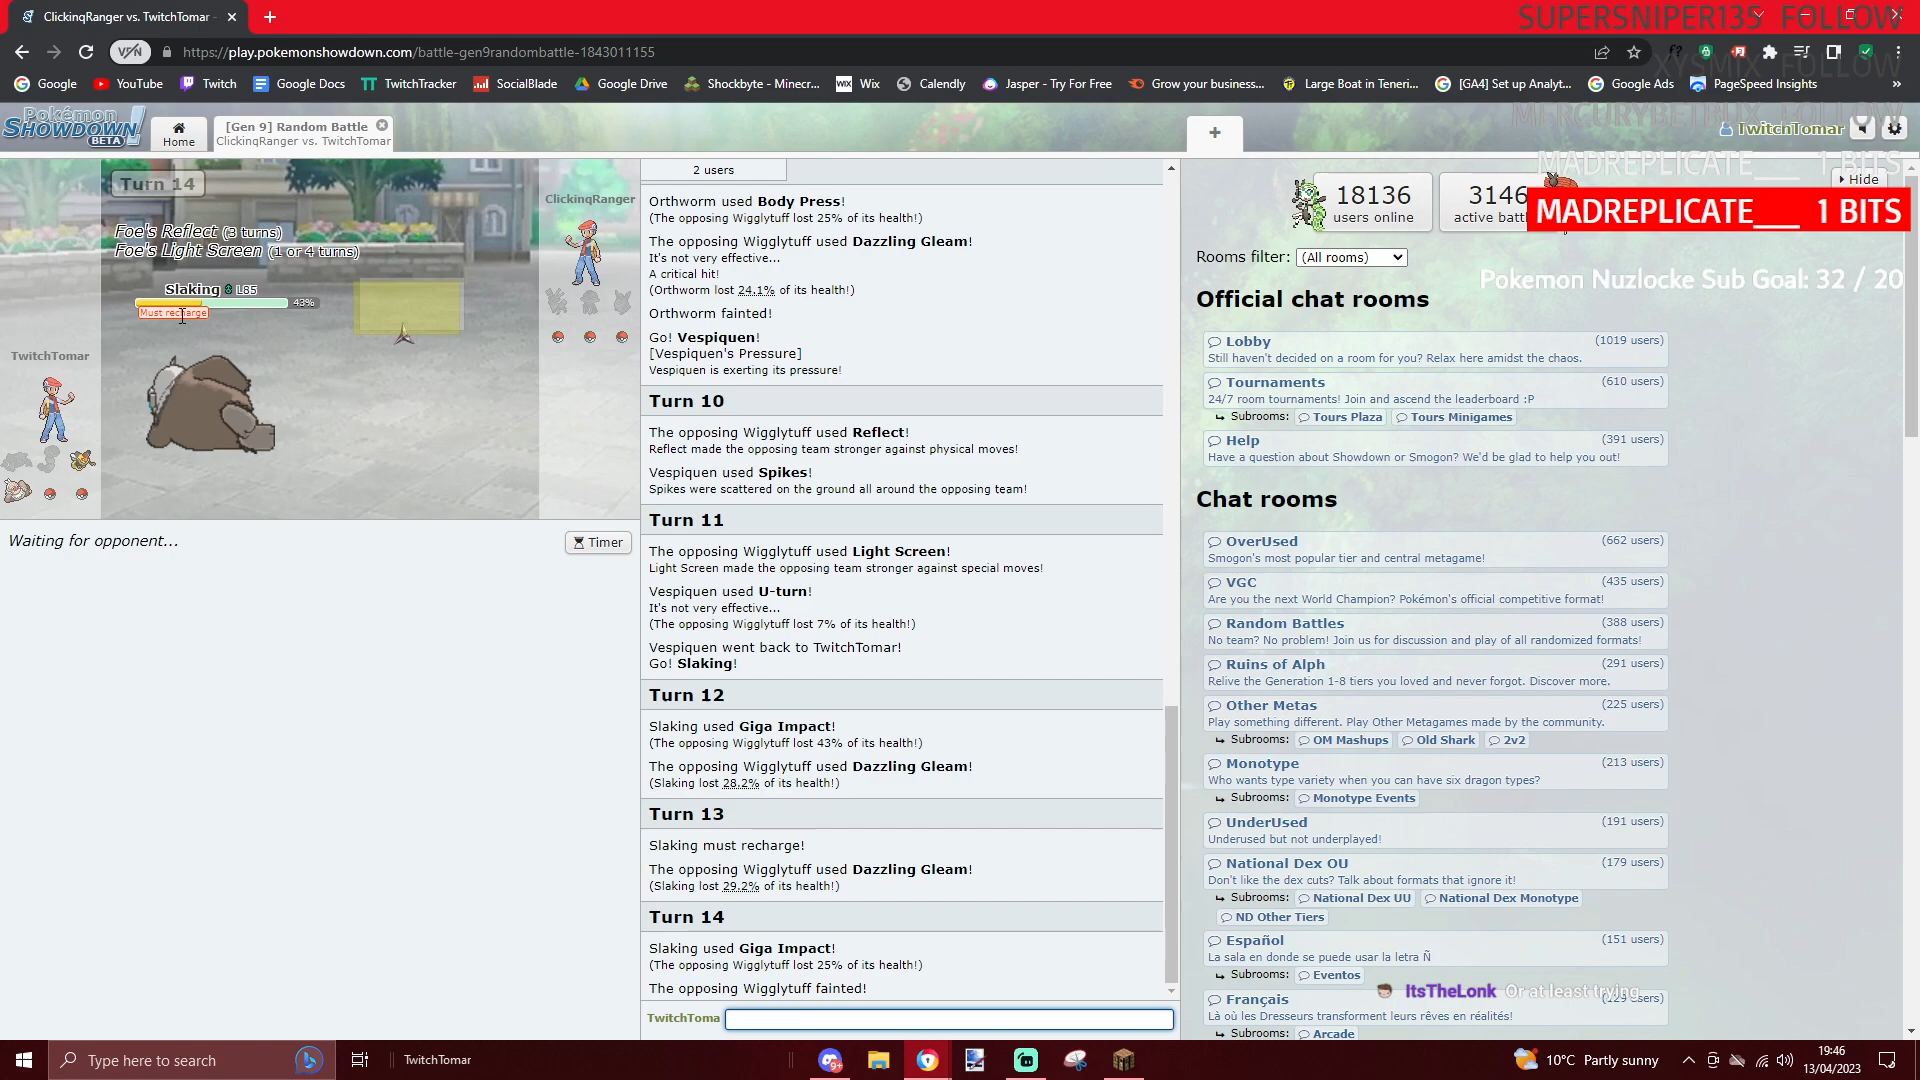 ClickinqRanger vs. TwitchTomar -
SUPERSNIPER135 FOLLOW
VPN
https://play.pokemonshowdown.com/battle-gen9randombattle-1843011155
XYSMIX FOLLOW
Google
YouTube
Twitch
Google Docs
TwitchTracker
SocialBlade
Google Drive
Shockbyte - Minecr...
WIX Wix
Calendly
Jasper - Try For Free
Grow your business...
Large Boat in Teneri...
[GA4] Set up Analyt...
Google Ads
PageSpeed Insights
Pokémon
SHOWDOWN!
BETA
Home
[Gen 9] Random Battle
ClickinqRanger vs. TwitchTomar
TwitchTomar
MADREPLICATE___ 1 BITS
Hide
MADREPLICATE___ 1 BITS
Turn 14
Foe's Reflect (3 turns)
Foe's Light Screen (1 or 4 turns)
Slaking L85
43%
Must recharge
ClickinqRanger
TwitchTomar
Waiting for opponent...
Timer
2 users
Orthworm used Body Press!
(The opposing Wigglytuff lost 25% of its health!)
The opposing Wigglytuff used Dazzling Gleam!
It's not very effective...
A critical hit!
(Orthworm lost 24.1% of its health!)
Orthworm fainted!
Go! Vespiquen!
[Vespiquen's Pressure]
Vespiquen is exerting its pressure!
Turn 10
The opposing Wigglytuff used Reflect!
Reflect made the opposing team stronger against physical moves!
Vespiquen used Spikes!
Spikes were scattered on the ground all around the opposing team!
Turn 11
The opposing Wigglytuff used Light Screen!
Light Screen made the opposing team stronger against special moves!
Vespiquen used U-turn!
It's not very effective...
(The opposing Wigglytuff lost 7% of its health!)
Vespiquen went back to TwitchTomar!
Go! Slaking!
Turn 12
Slaking used Giga Impact!
(The opposing Wigglytuff lost 43% of its health!)
The opposing Wigglytuff used Dazzling Gleam!
(Slaking lost 28.2% of its health!)
Turn 13
Slaking must recharge!
The opposing Wigglytuff used Dazzling Gleam!
(Slaking lost 29.2% of its health!)
Turn 14
Slaking used Giga Impact!
(The opposing Wigglytuff lost 25% of its health!)
The opposing Wigglytuff fainted!
TwitchToma
18136
users online
3146
active batt
Rooms filter: (All rooms)
Pokemon Nuzlocke Sub Goal: 32 / 20
Official chat rooms
Lobby (1019 users)
Still haven't decided on a room for you? Relax here amidst the chaos.
Tournaments (610 users)
24/7 room tournaments! Join and ascend the leaderboard :P
Subrooms: Tours Plaza Tours Minigames
Help (391 users)
Have a question about Showdown or Smogon? We'd be glad to help you out!
Chat rooms
OverUsed (662 users)
Smogon's most popular tier and central metagame!
VGC (435 users)
Are you the next World Champion? Pokémon's official competitive format!
Random Battles (388 users)
No team? No problem! Join us for discussion and play of all randomized formats!
Ruins of Alph (291 users)
Relive the Generation 1-8 tiers you loved and never forgot. Discover more.
Other Metas (225 users)
Play something different. Play Other Metagames made by the community.
Subrooms: OM Mashups Old Shark 2v2
Monotype (213 users)
Who wants type variety when you can have six dragon types?
Subrooms: Monotype Events
UnderUsed (191 users)
Underused but not underplayed!
National Dex OU (179 users)
Don't like the dex cuts? Talk about formats that ignore it!
Subrooms: National Dex UU National Dex Monotype
ND Other Tiers
Español (151 users)
La sala en donde se puede usar la letra Ñ
Subrooms: Eventos
ItsTheLonk Or at least trying
Français (129 users)
Là où les Dresseurs transforment leurs rêves en réalités!
Subrooms: Arcade
Type here to search
TwitchTomar
9+
10°C Partly sunny
19:46
13/04/2023